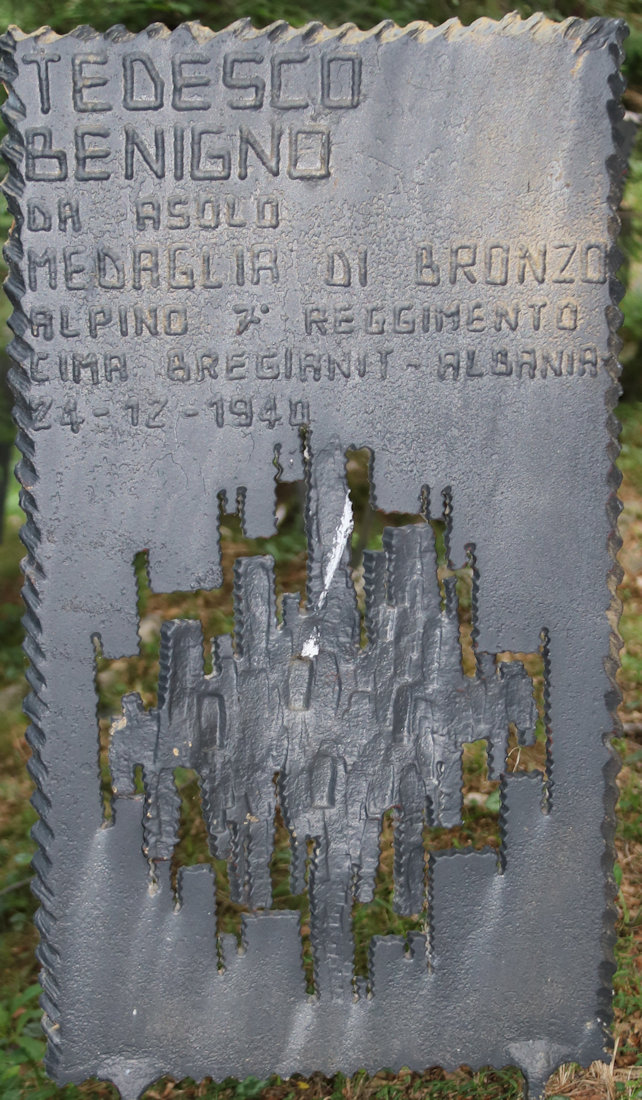 TEDESCO
BENIGNO
DA ASOLO
MEDAGLIA DI BRONZO
ALPINO 7° REGGIMENTO
CIMA BREGIANIT - ALBANIA -
24 - 12 - 1940